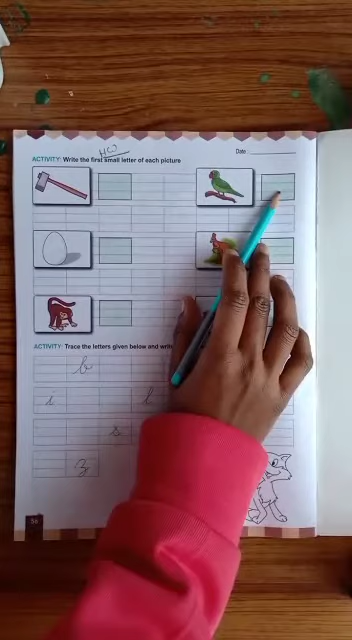 HW
Date
ACTIVITY: Write the first small letter of each picture
ACTIVITY: Trace the letters given below and writ
b
i l
s
z
56